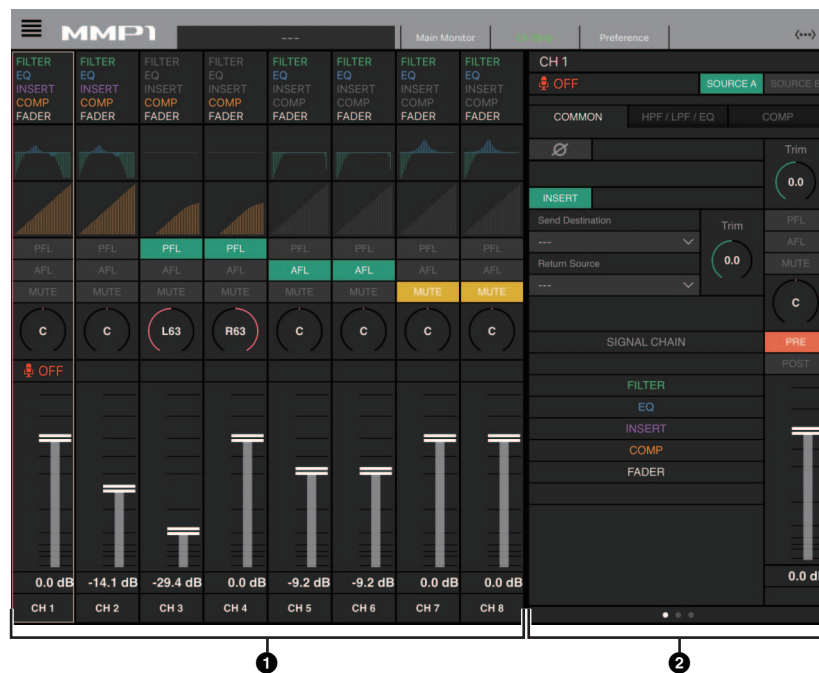 MMP1 --- Main Monitor Preference
FILTER FILTER FILTER FILTER FILTER FILTER FILTER FILTER
EQ EQ EQ EQ EQ EQ EQ EQ
INSERT INSERT INSERT INSERT INSERT INSERT INSERT INSERT
COMP COMP COMP COMP COMP COMP COMP COMP
FADER FADER FADER FADER FADER FADER FADER FADER
PFL PFL PFL PFL PFL PFL PFL PFL
AFL AFL AFL AFL AFL AFL AFL AFL
MUTE MUTE MUTE MUTE MUTE MUTE MUTE MUTE
C C L63 R63 C C C C
OFF
0.0 dB -14.1 dB -29.4 dB 0.0 dB -9.2 dB -9.2 dB 0.0 dB 0.0 dB
CH 1 CH 2 CH 3 CH 4 CH 5 CH 6 CH 7 CH 8
CH 1
OFF SOURCE A SOURCE
COMMON HPF / LPF / EQ COMP
Ø Trim
0.0
INSERT
Send Destination Trim PFL
--- AFL
Return Source 0.0 MUTE
---
C
SIGNAL CHAIN PRE
POST
FILTER
EQ
INSERT
COMP
FADER
0.0 d
1 2